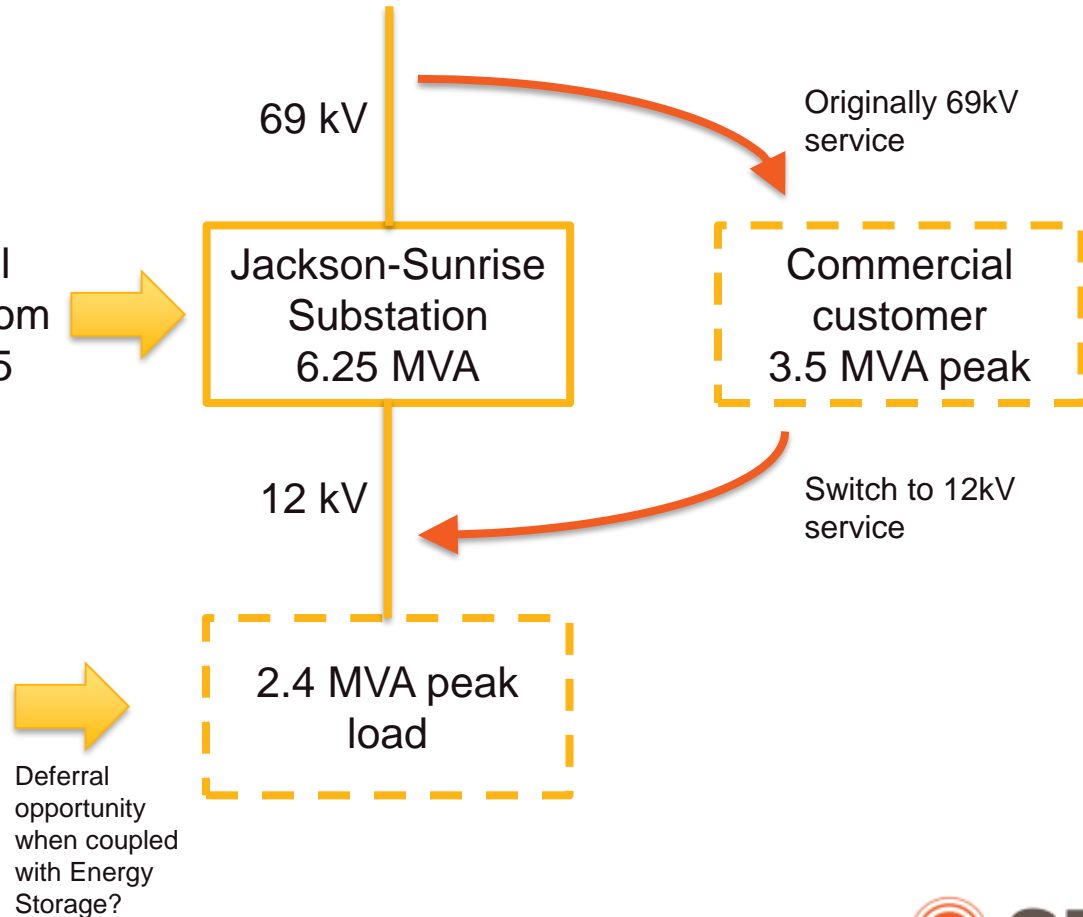 69 kV
Originally 69kV
service
Jackson-Sunrise
Substation
6.25 MVA
Commercial
customer
3.5 MVA peak
12 kV
Switch to 12kV
service
2.4 MVA peak
load
Deferral
opportunity
when coupled
with Energy
Storage?